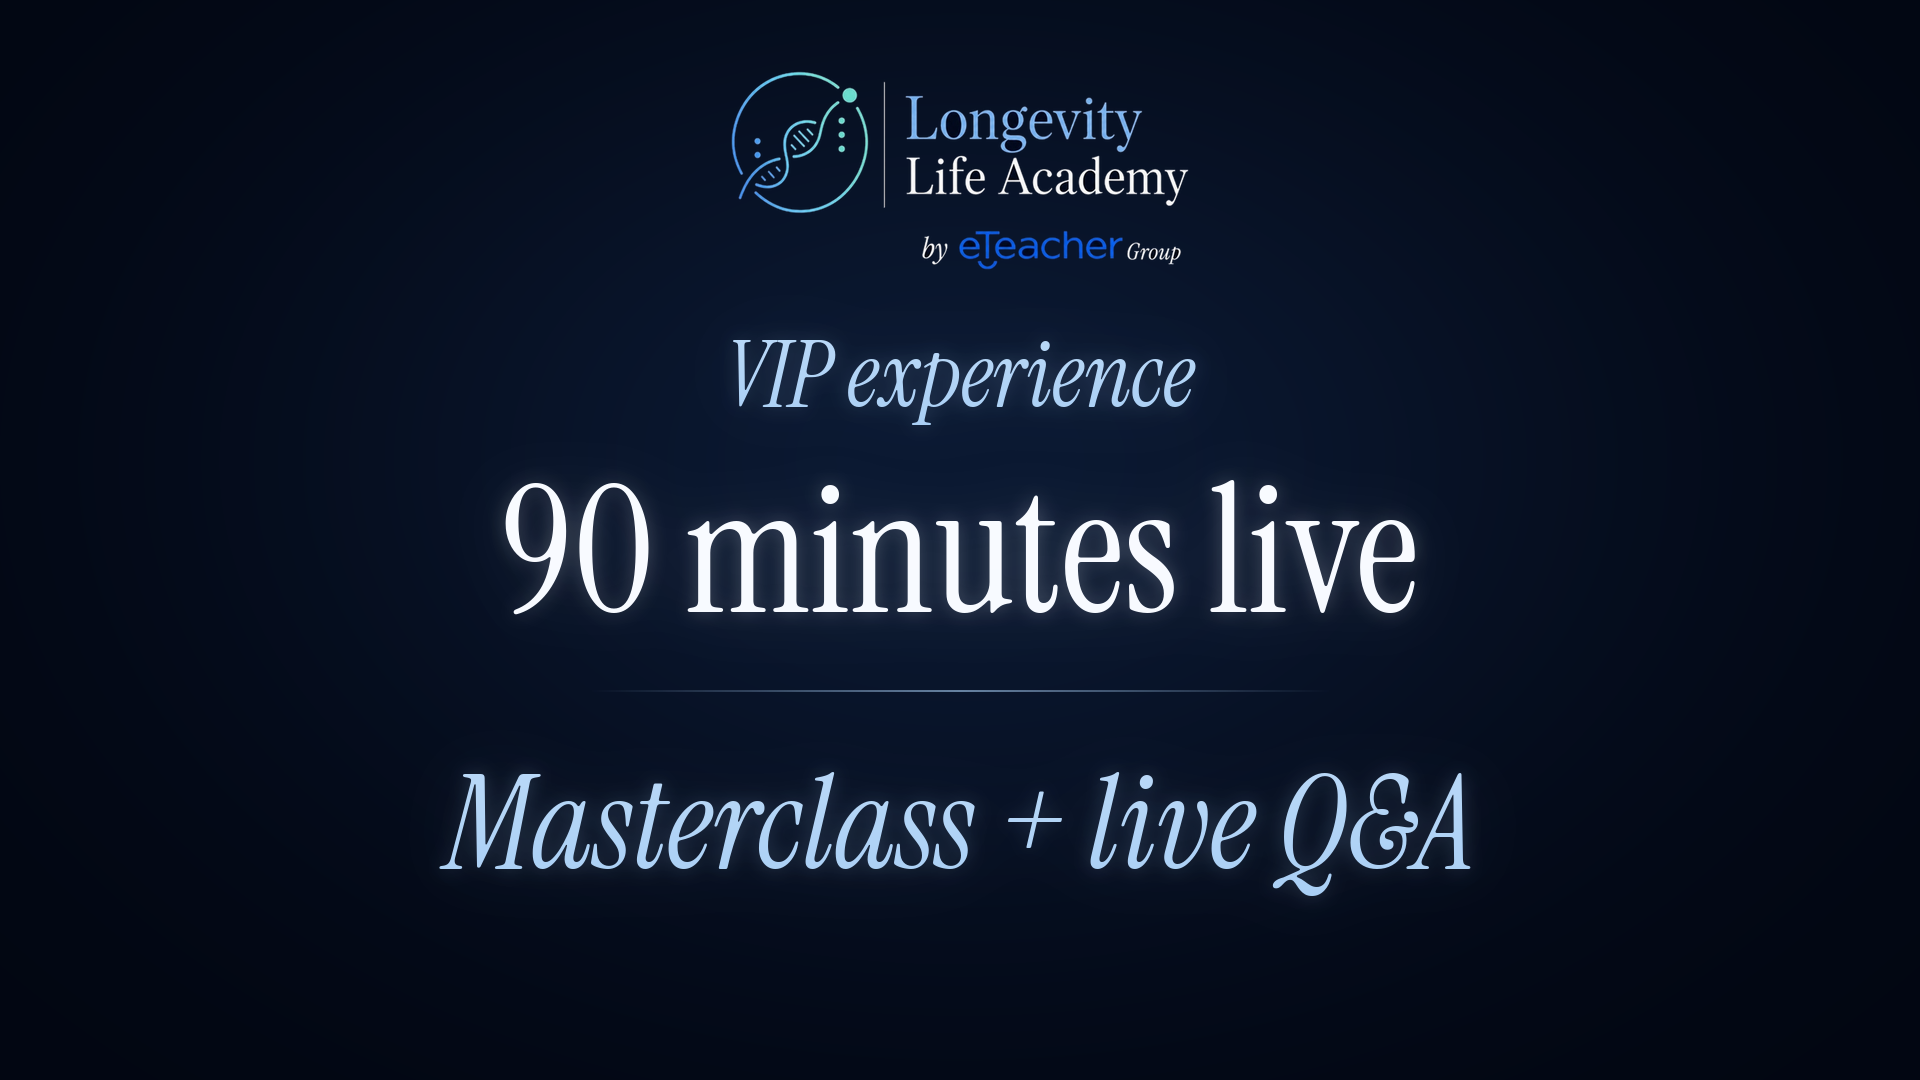 Longevity
Life Academy
by eTeacher Group
VIP experience
90 minutes live
Masterclass + live Q&A